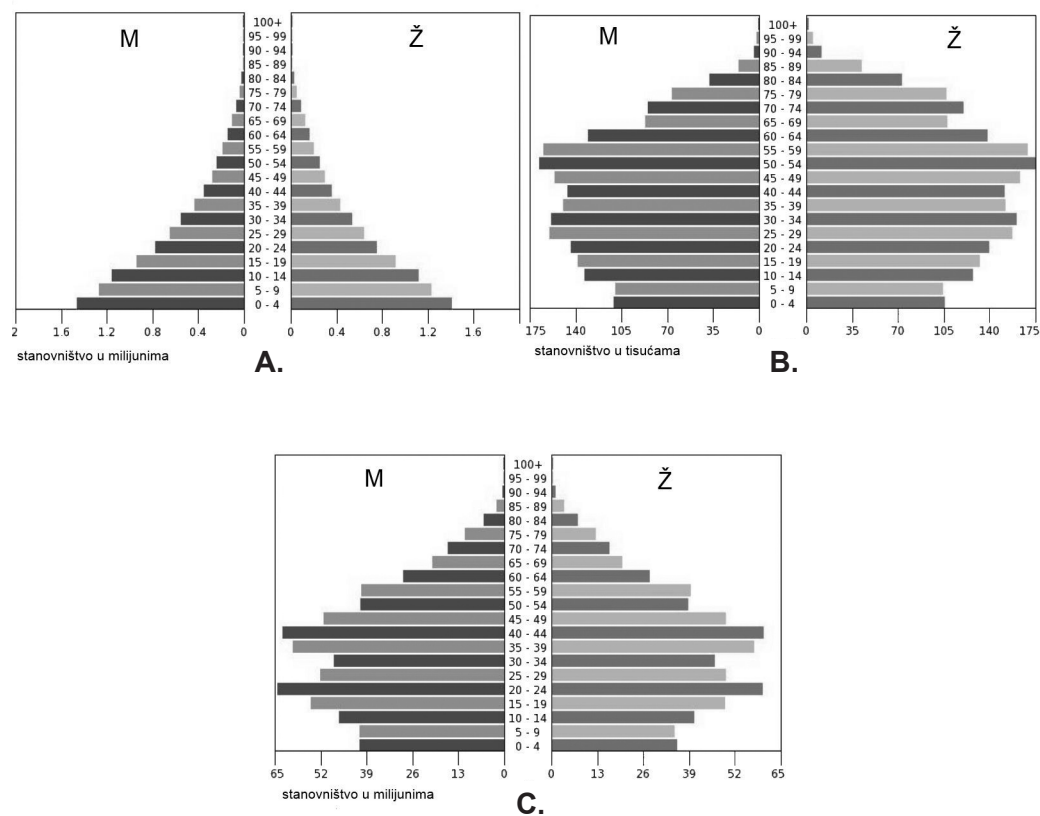 M Ž
100+
95 - 99
90 - 94
85 - 89
80 - 84
75 - 79
70 - 74
65 - 69
60 - 64
55 - 59
50 - 54
45 - 49
40 - 44
35 - 39
30 - 34
25 - 29
20 - 24
15 - 19
10 - 14
5 - 9
0 - 4
2 1.6 1.2 0.8 0.4 0 0 0.4 0.8 1.2 1.6
stanovništvo u milijunima
A.
M Ž
100+
95 - 99
90 - 94
85 - 89
80 - 84
75 - 79
70 - 74
65 - 69
60 - 64
55 - 59
50 - 54
45 - 49
40 - 44
35 - 39
30 - 34
25 - 29
20 - 24
15 - 19
10 - 14
5 - 9
0 - 4
175 140 105 70 35 0 0 35 70 105 140 175
stanovništvo u tisućama
B.
M Ž
100+
95 - 99
90 - 94
85 - 89
80 - 84
75 - 79
70 - 74
65 - 69
60 - 64
55 - 59
50 - 54
45 - 49
40 - 44
35 - 39
30 - 34
25 - 29
20 - 24
15 - 19
10 - 14
5 - 9
0 - 4
65 52 39 26 13 0 0 13 26 39 52 65
stanovništvo u milijunima
C.